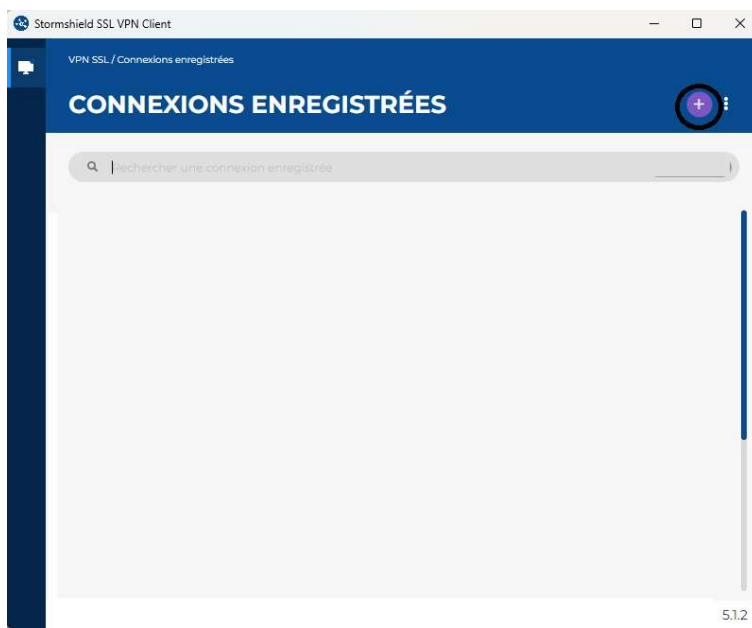 Stormshield SSL VPN Client
VPN SSL / Connexions enregistrées
CONNEXIONS ENREGISTRÉES
Rechercher une connexion enregistrée
5.1.2